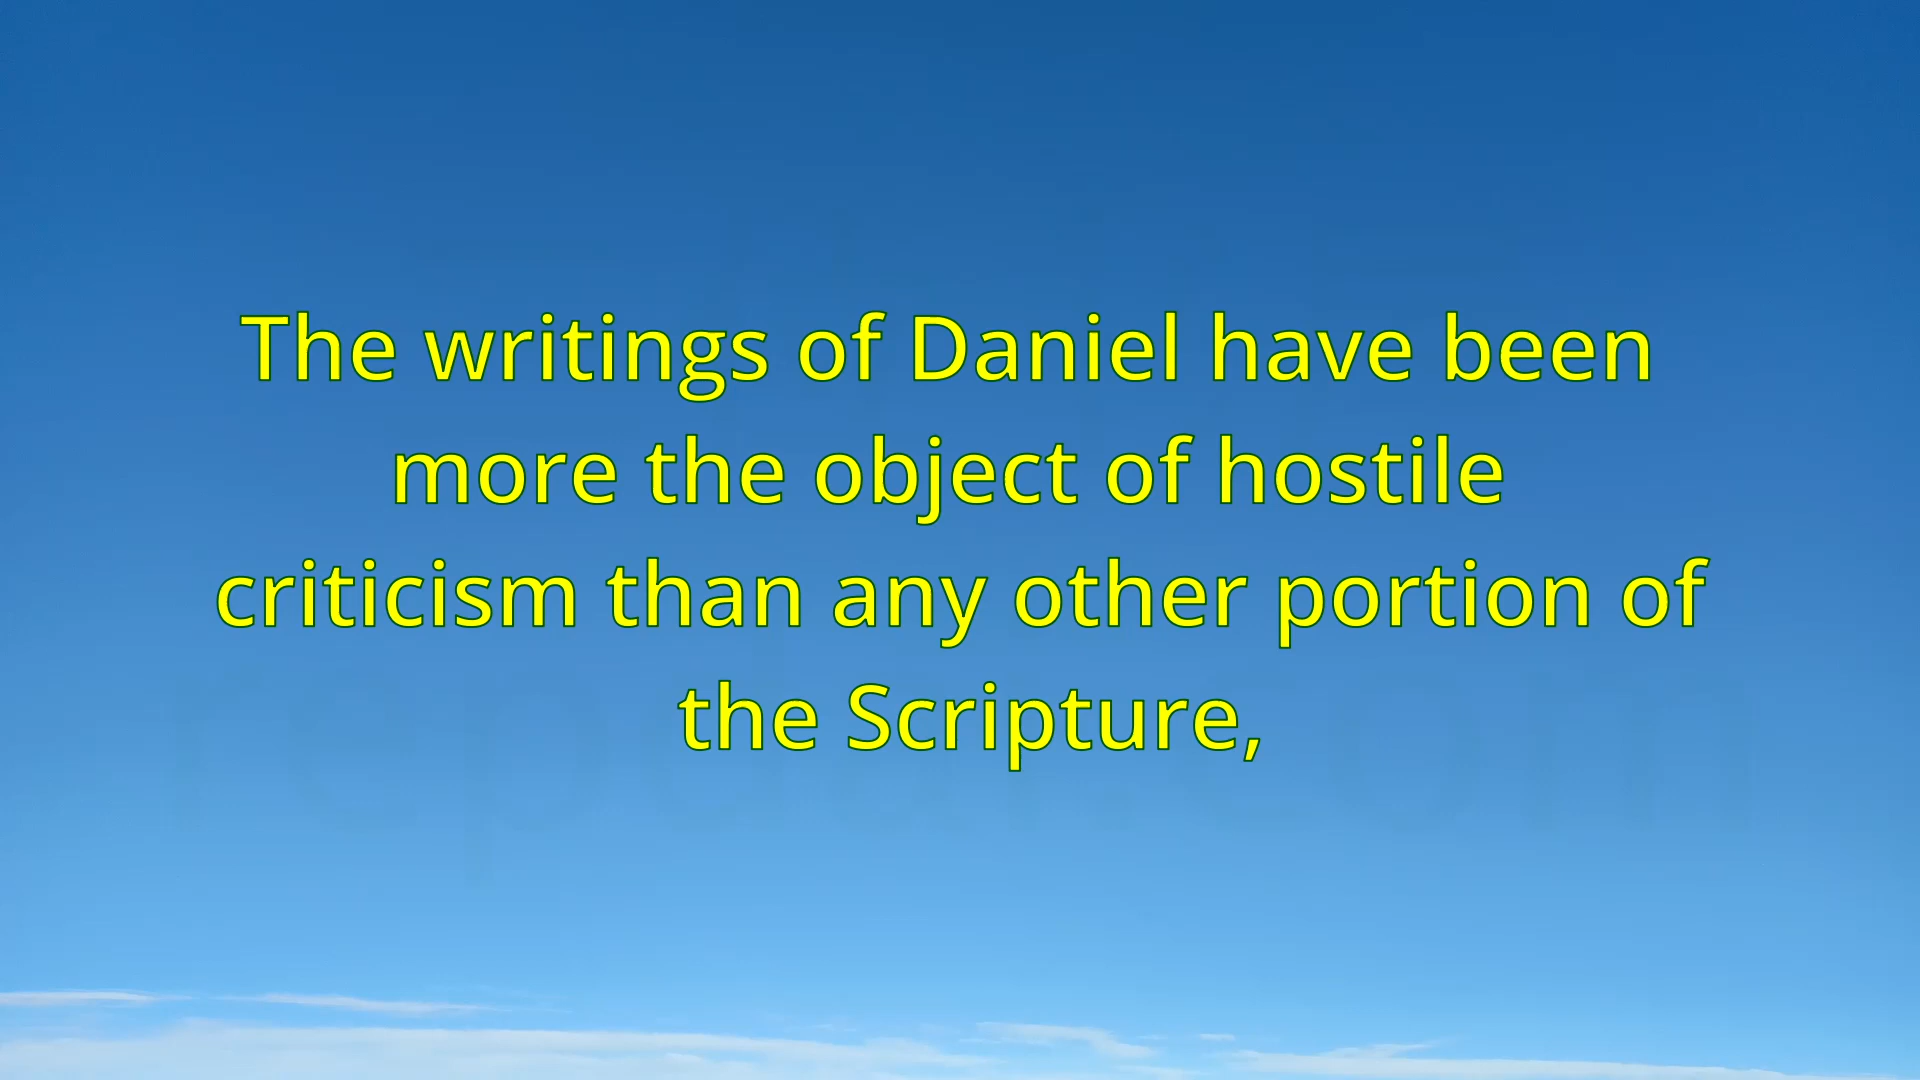 The writings of Daniel have been
more the object of hostile
criticism than any other portion of
the Scripture,